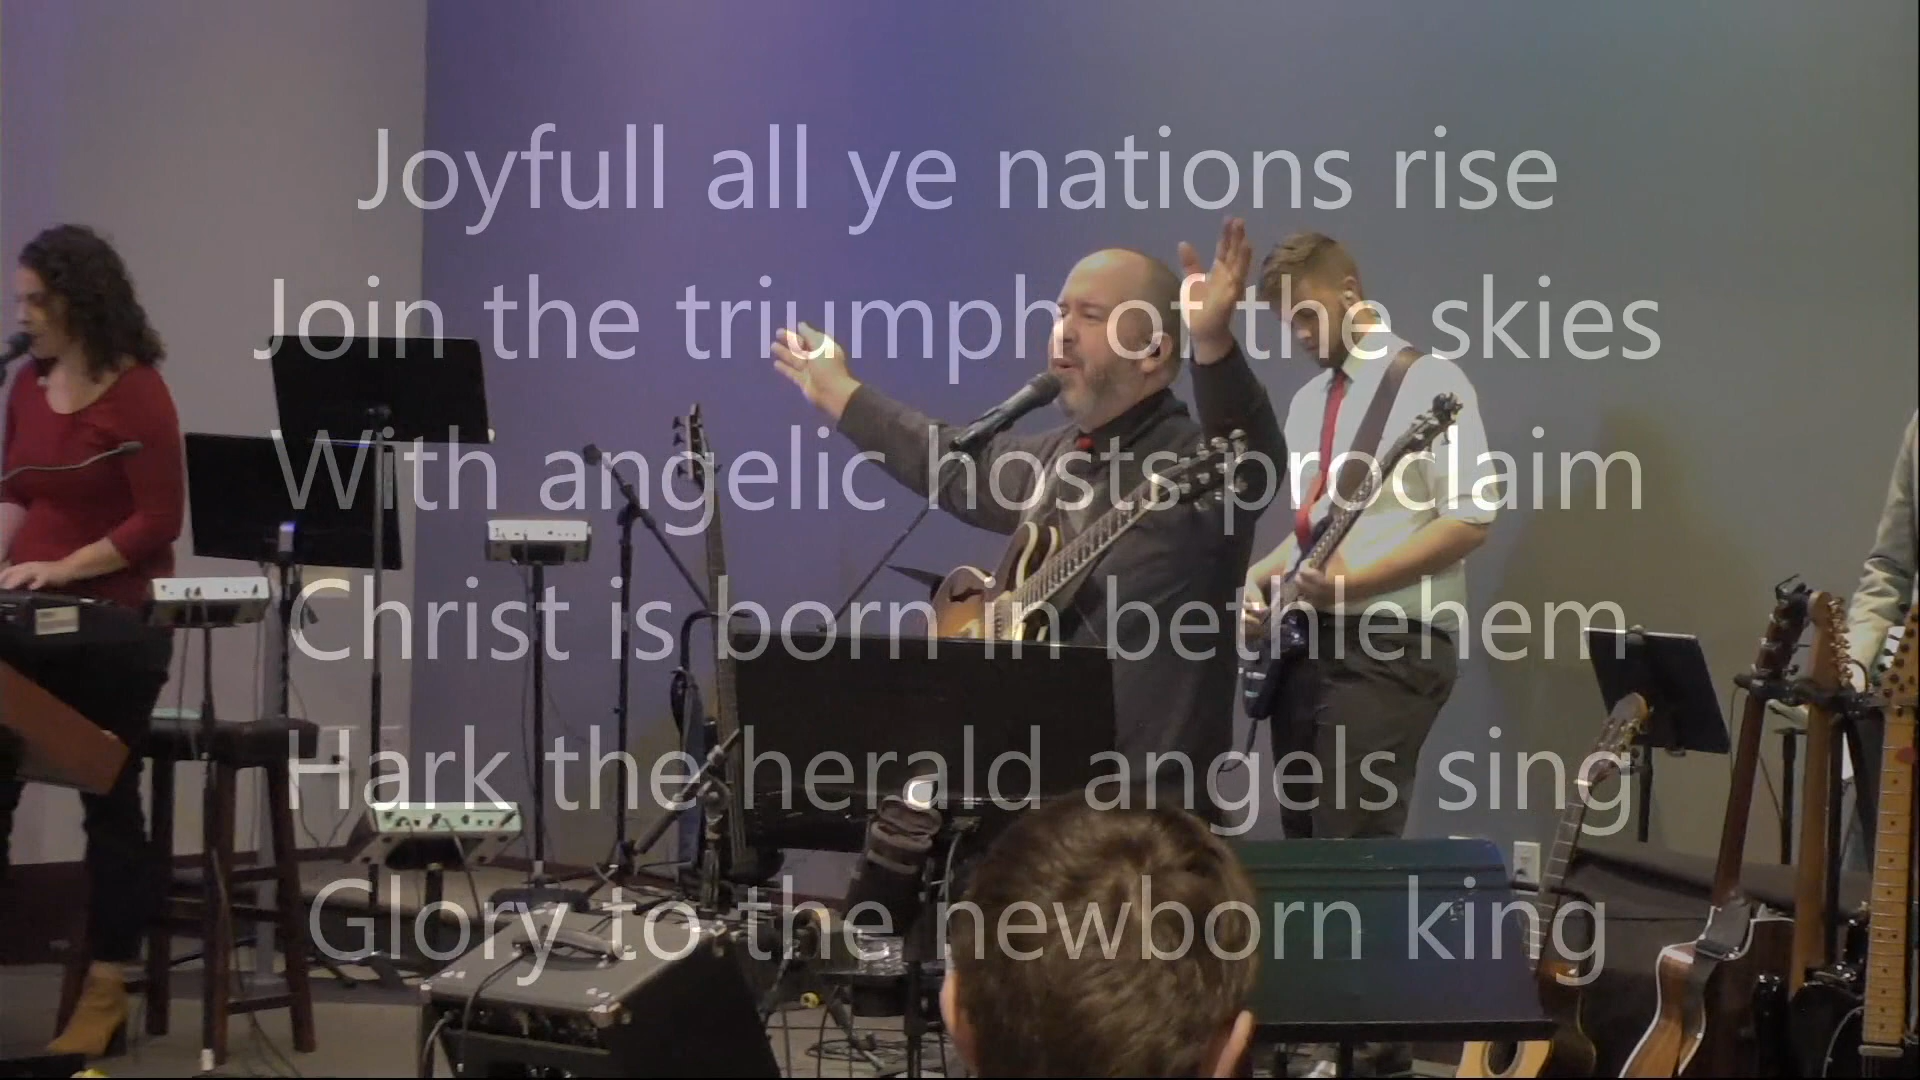 Joyfull all ye nations rise
Join the triumph of the skies
With angelic hosts proclaim
Christ is born in bethlehem
Hark the herald angels sing
Glory to the newborn king